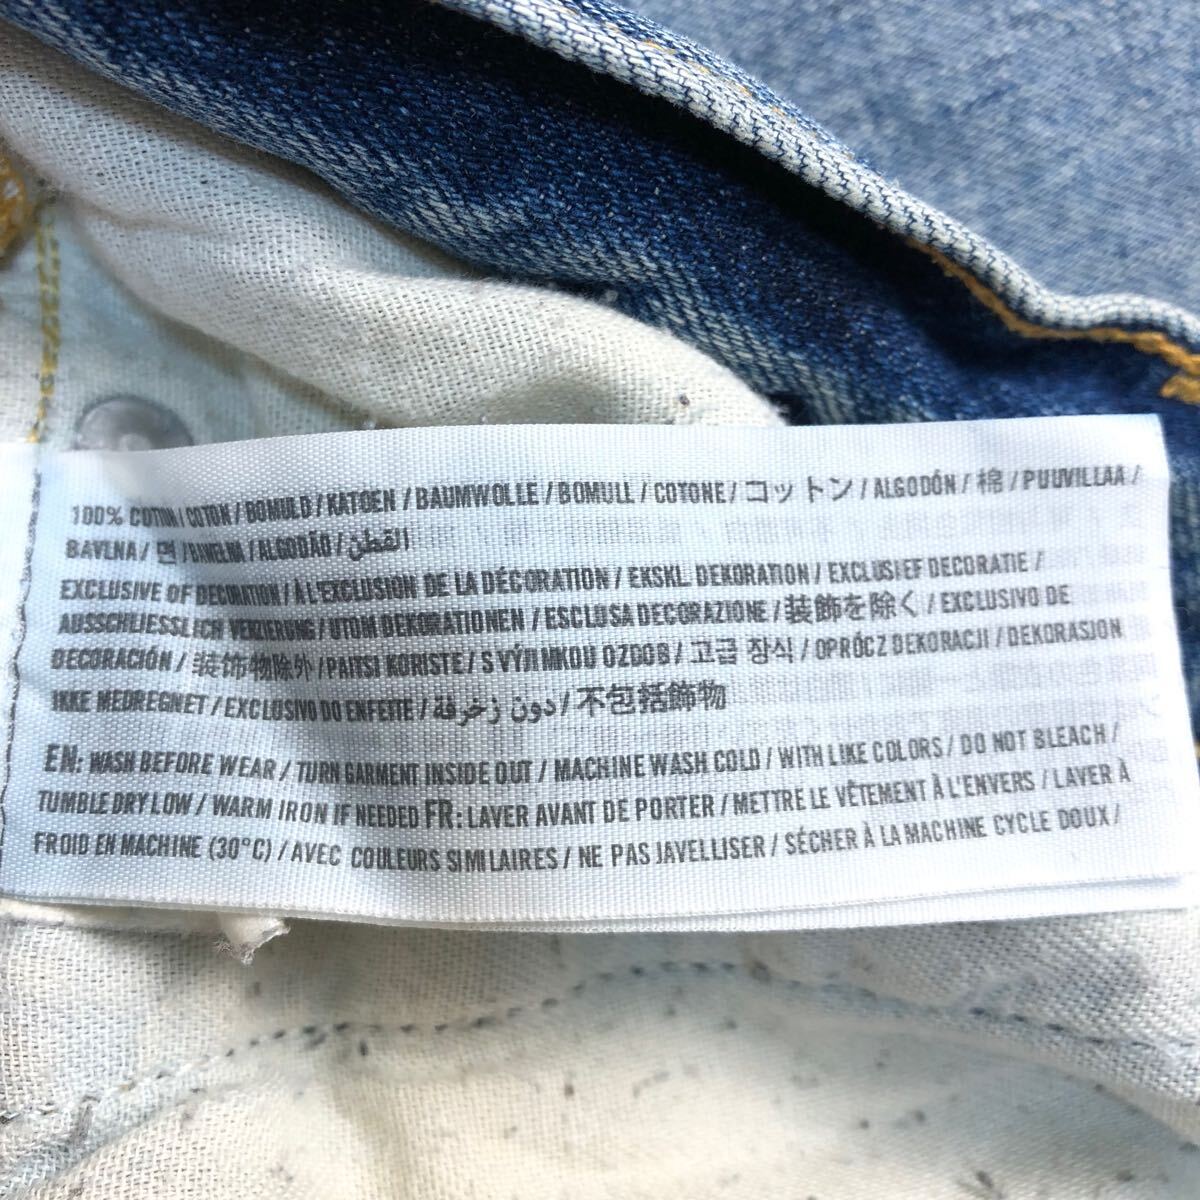 100% COTTON / COTON / BOMULD / KATOEN / BAUMWOLLE / BOMULL / COTONE / コットン / ALGODÓN / 棉 / PUUVILLAA /
BAVLNA / 면 / BAWEŁNA / ALGODÃO / القطن
EXCLUSIVE OF DECORATION / À L'EXCLUSION DE LA DÉCORATION / EKSKL. DEKORATION / EXCLUSIEF DECORATIE /
AUSSCHLIESSLICH VERZIERUNG / UTOM DEKORATIONEN / ESCLUSA DECORAZIONE / 装飾を除く / EXCLUSIVO DE
DECORACIÓN / 装飾物除外 / PAITSI KORISTE / S VÝJIMKOU OZDOB / 고급 장식 / OPRÓCZ DEKORACJI / DEKORASJON
IKKE MEDREGNET / EXCLUSIVO DO ENFEITE / دون زخرفة / 不包括飾物
EN: WASH BEFORE WEAR / TURN GARMENT INSIDE OUT / MACHINE WASH COLD / WITH LIKE COLORS / DO NOT BLEACH /
TUMBLE DRY LOW / WARM IRON IF NEEDED FR: LAVER AVANT DE PORTER / METTRE LE VÊTEMENT À L'ENVERS / LAVER À
FROID EN MACHINE (30°C) / AVEC COULEURS SIMILAIRES / NE PAS JAVELLISER / SÉCHER À LA MACHINE CYCLE DOUX /